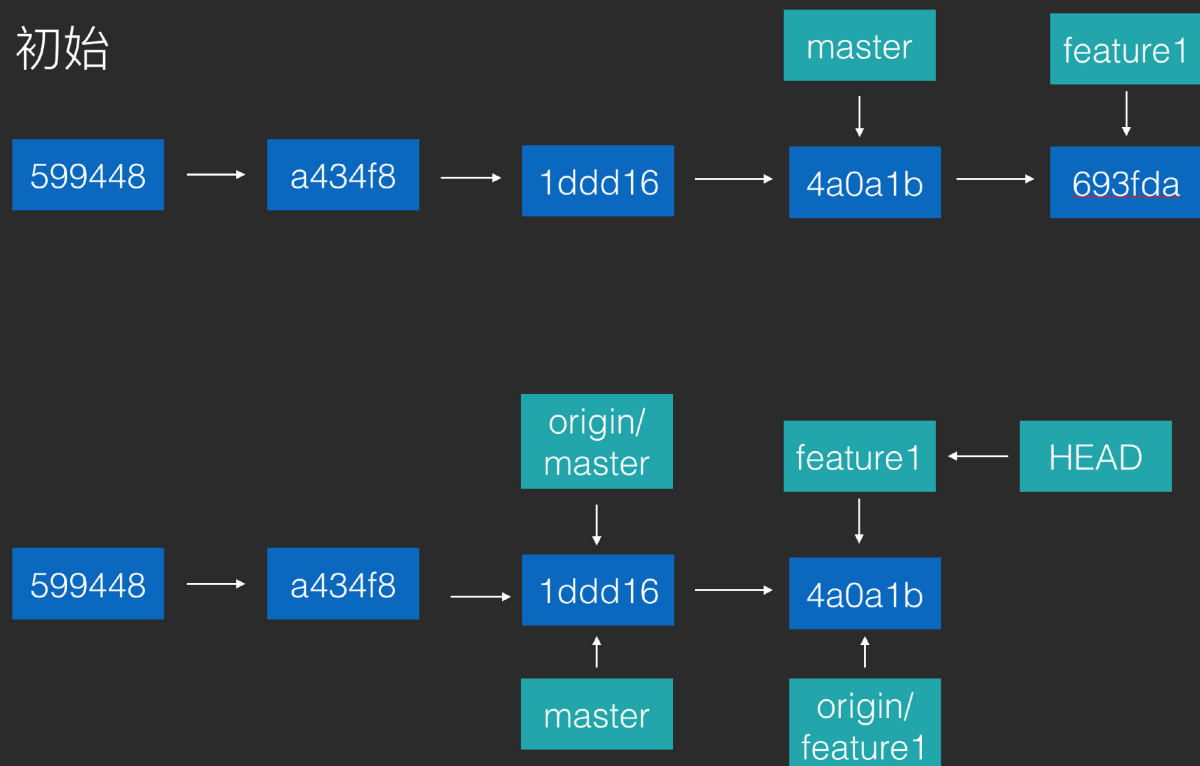 初始
master
feature1
599448
a434f8
1ddd16
4a0a1b
693fda
origin/
master
feature1
HEAD
599448
a434f8
1ddd16
4a0a1b
master
origin/
feature1